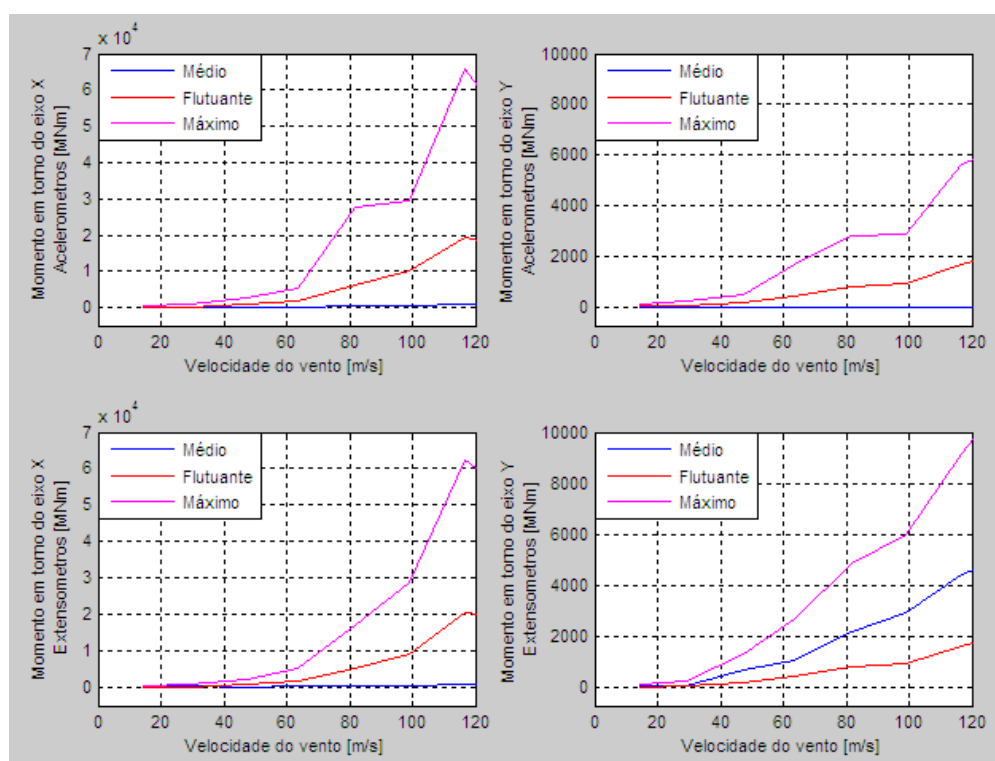 x 10^4
7
6
5
4
3
2
1
0
0 20 40 60 80 100 120
Médio
Flutuante
Máximo
Momento em torno do eixo X
Acelerometros [MNm]
Velocidade do vento [m/s]
10000
8000
6000
4000
2000
0
0 20 40 60 80 100 120
Médio
Flutuante
Máximo
Momento em torno do eixo Y
Acelerometros [MNm]
Velocidade do vento [m/s]
x 10^4
7
6
5
4
3
2
1
0
0 20 40 60 80 100 120
Médio
Flutuante
Máximo
Momento em torno do eixo X
Extensometros [MNm]
Velocidade do vento [m/s]
10000
8000
6000
4000
2000
0
0 20 40 60 80 100 120
Médio
Flutuante
Máximo
Momento em torno do eixo Y
Extensometros [MNm]
Velocidade do vento [m/s]